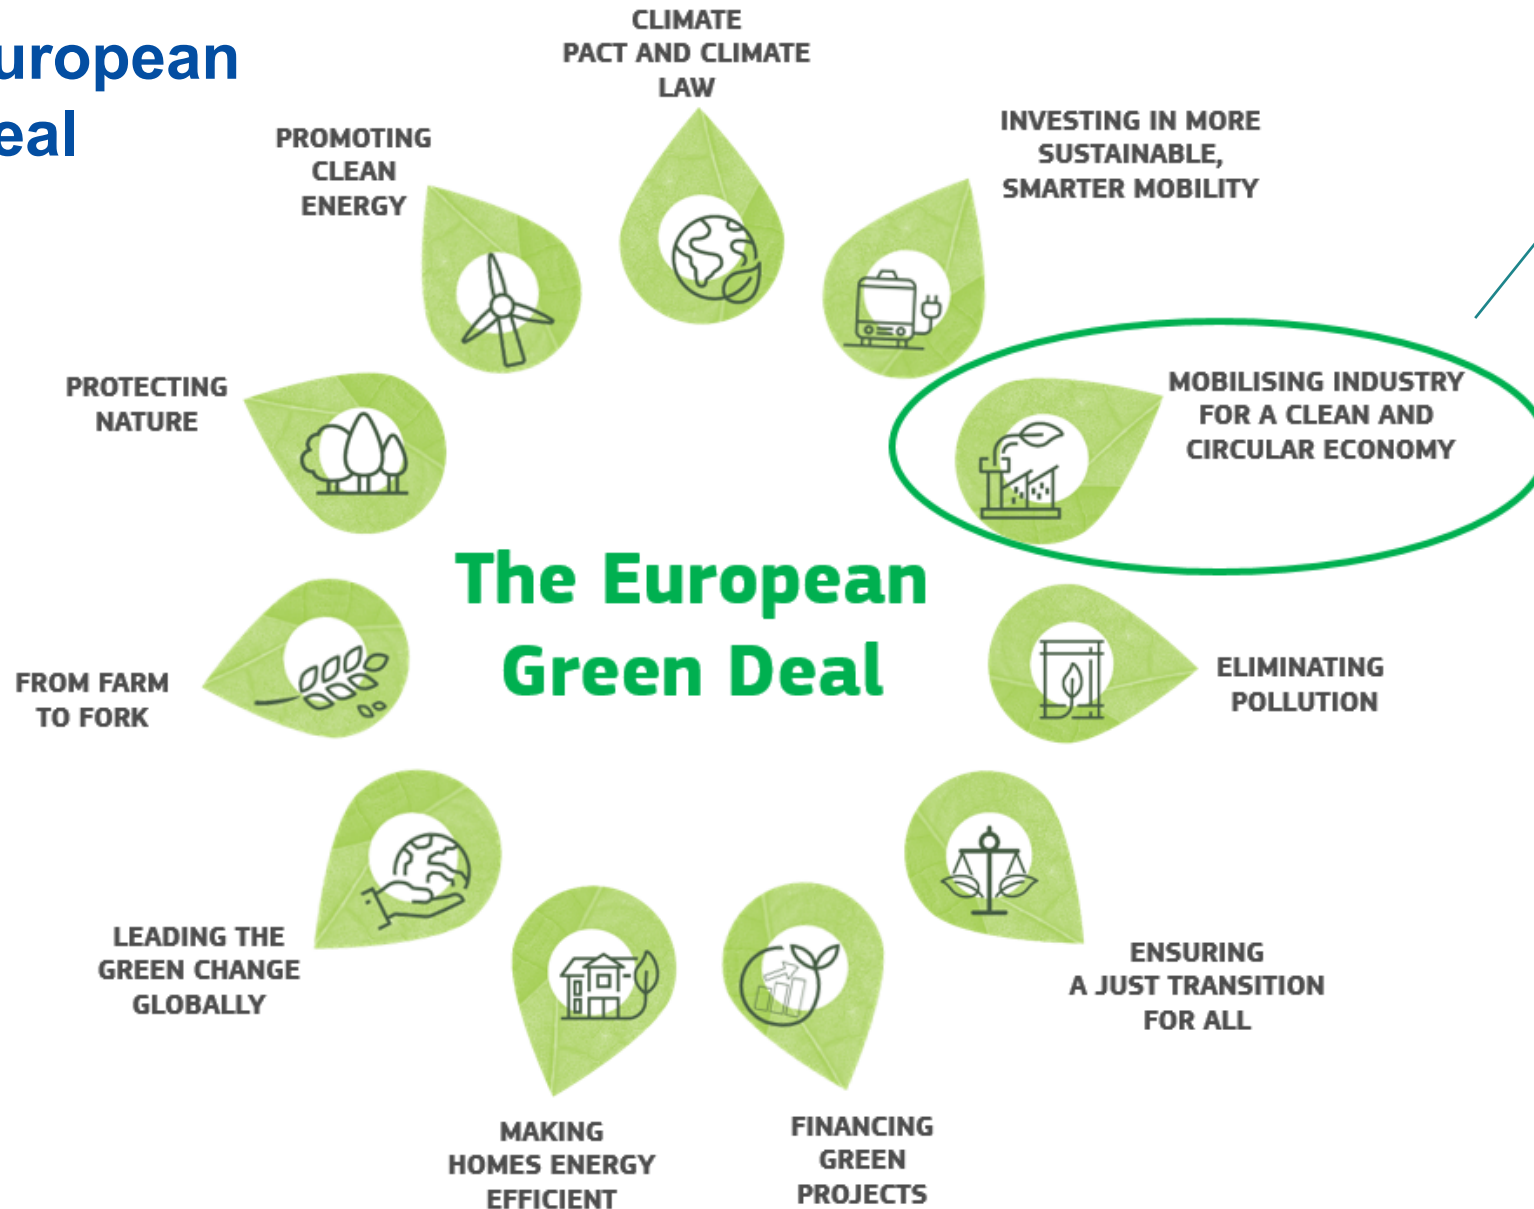 uropean
eal
CLIMATE
PACT AND CLIMATE
LAW
INVESTING IN MORE
SUSTAINABLE,
SMARTER MOBILITY
PROMOTING
CLEAN
ENERGY
MOBILISING INDUSTRY
FOR A CLEAN AND
CIRCULAR ECONOMY
PROTECTING
NATURE
The European
Green Deal
ELIMINATING
POLLUTION
FROM FARM
TO FORK
ENSURING
A JUST TRANSITION
FOR ALL
LEADING THE
GREEN CHANGE
GLOBALLY
FINANCING
GREEN
PROJECTS
MAKING
HOMES ENERGY
EFFICIENT